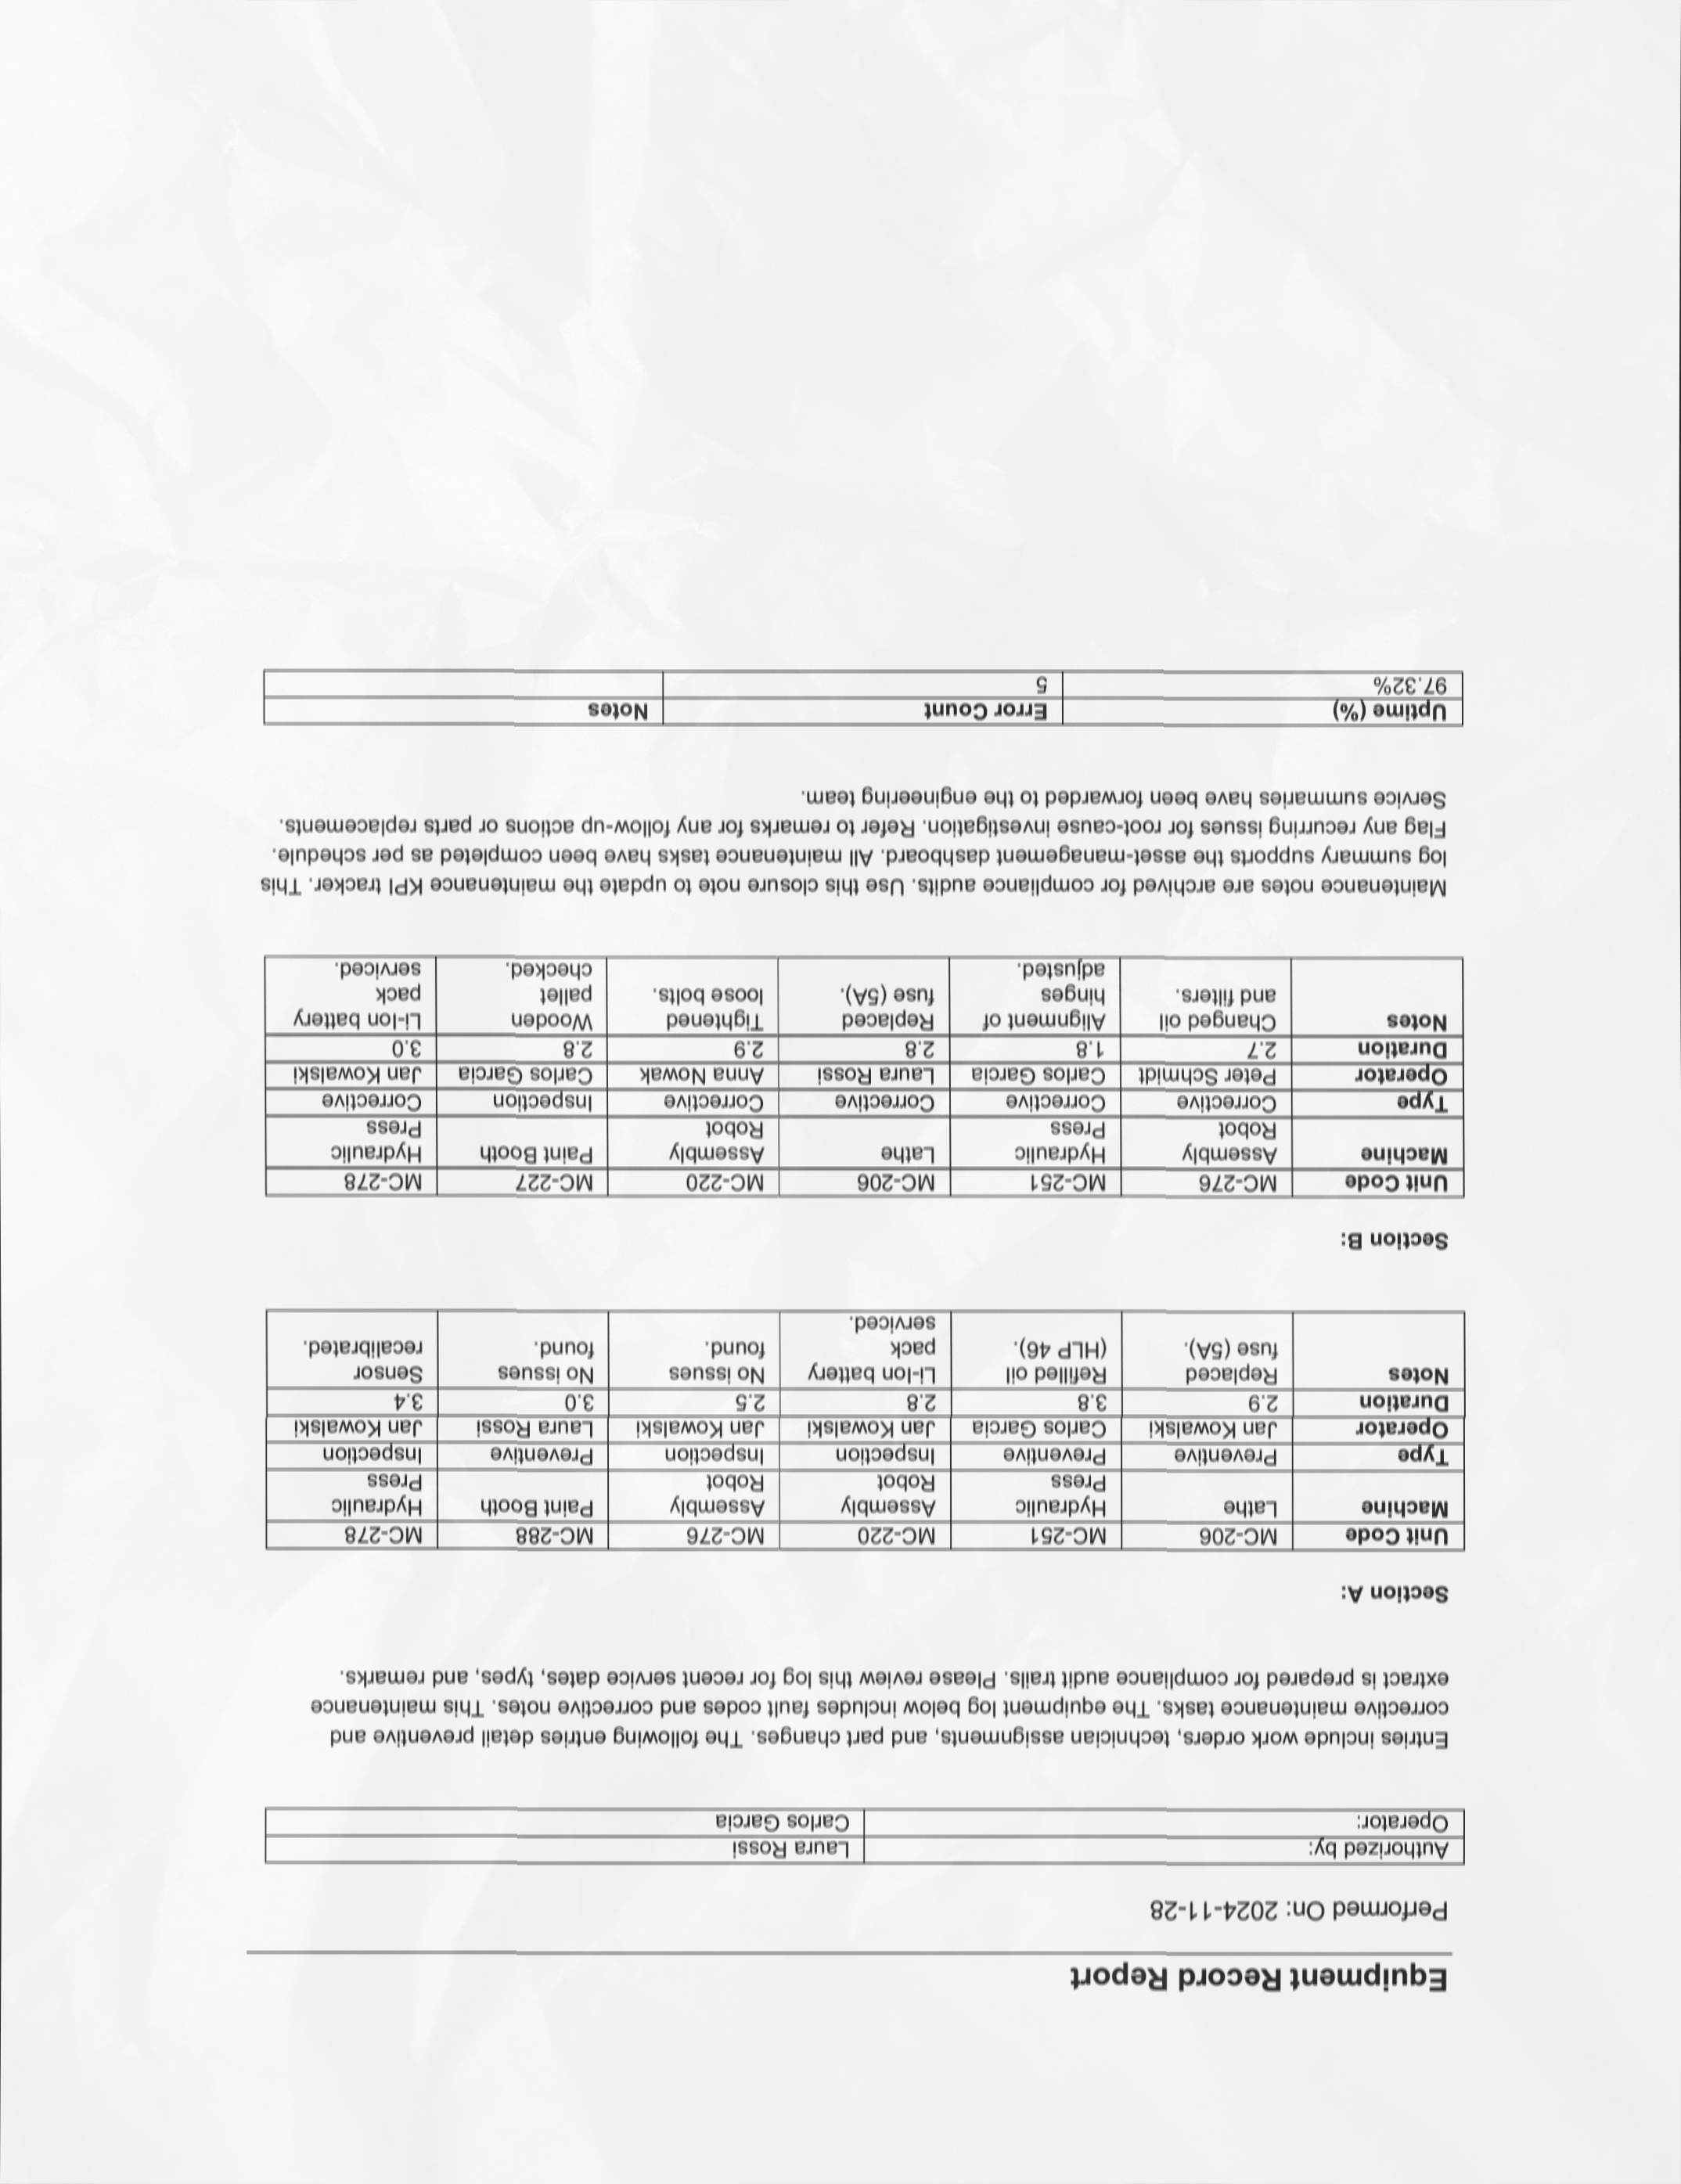 Equipment Record Report
Performed On: 2024-11-28
Authorized by: Laura Rossi
Operator: Carlos Garcia
Entries include work orders, technician assignments, and part changes. The following entries detail preventive and
corrective maintenance tasks. The equipment log below includes fault codes and corrective notes. This maintenance
extract is prepared for compliance audit trails. Please review this log for recent service dates, types, and remarks.
Section A:
Unit Code MC-206 MC-251 MC-220 MC-276 MC-288 MC-278
Machine Lathe Hydraulic Assembly Assembly Paint Booth Hydraulic
Press Robot Robot Press
Type Preventive Preventive Inspection Inspection Preventive Inspection
Operator Jan Kowalski Carlos Garcia Jan Kowalski Jan Kowalski Laura Rossi Jan Kowalski
Duration 2.9 3.8 2.8 2.5 3.0 3.4
Notes Replaced Refilled oil Li-Ion battery No issues No issues Sensor
fuse (5A). (HLP 46). pack found. found. recalibrated.
serviced.
Section B:
Unit Code MC-276 MC-251 MC-206 MC-220 MC-227 MC-278
Machine Assembly Hydraulic Lathe Assembly Paint Booth Hydraulic
Robot Press Robot Press
Type Corrective Corrective Corrective Corrective Inspection Corrective
Operator Peter Schmidt Carlos Garcia Laura Rossi Anna Nowak Carlos Garcia Jan Kowalski
Duration 2.7 1.8 2.8 2.9 2.8 3.0
Notes Changed oil Alignment of Replaced Tightened Wooden Li-Ion battery
and filters. hinges fuse (5A). loose bolts. pallet pack
adjusted. checked. serviced.
Maintenance notes are archived for compliance audits. Use this closure note to update the maintenance KPI tracker. This
log summary supports the asset-management dashboard. All maintenance tasks have been completed as per schedule.
Flag any recurring issues for root-cause investigation. Refer to remarks for any follow-up actions or parts replacements.
Service summaries have been forwarded to the engineering team.
Uptime (%) Error Count Notes
97.32% 5